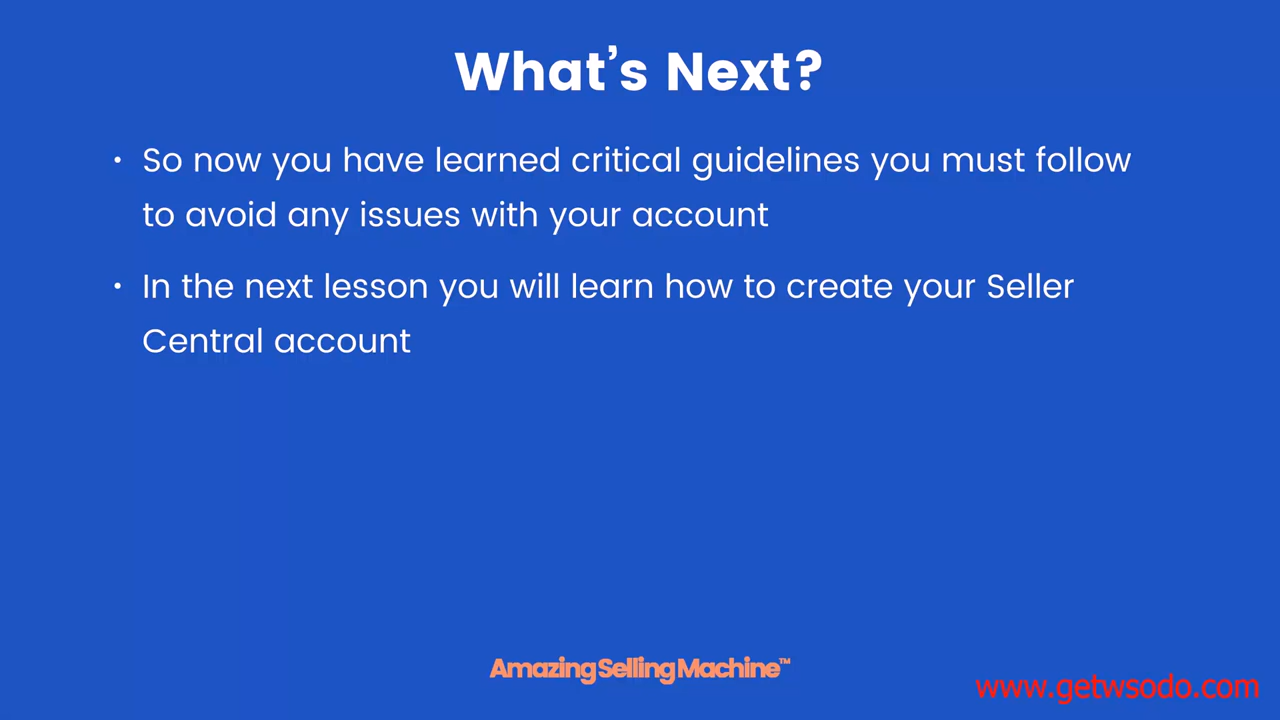 What's Next?
• So now you have learned critical guidelines you must follow
to avoid any issues with your account
• In the next lesson you will learn how to create your Seller
Central account
Amazing Selling Machine™
www.getwsodo.com